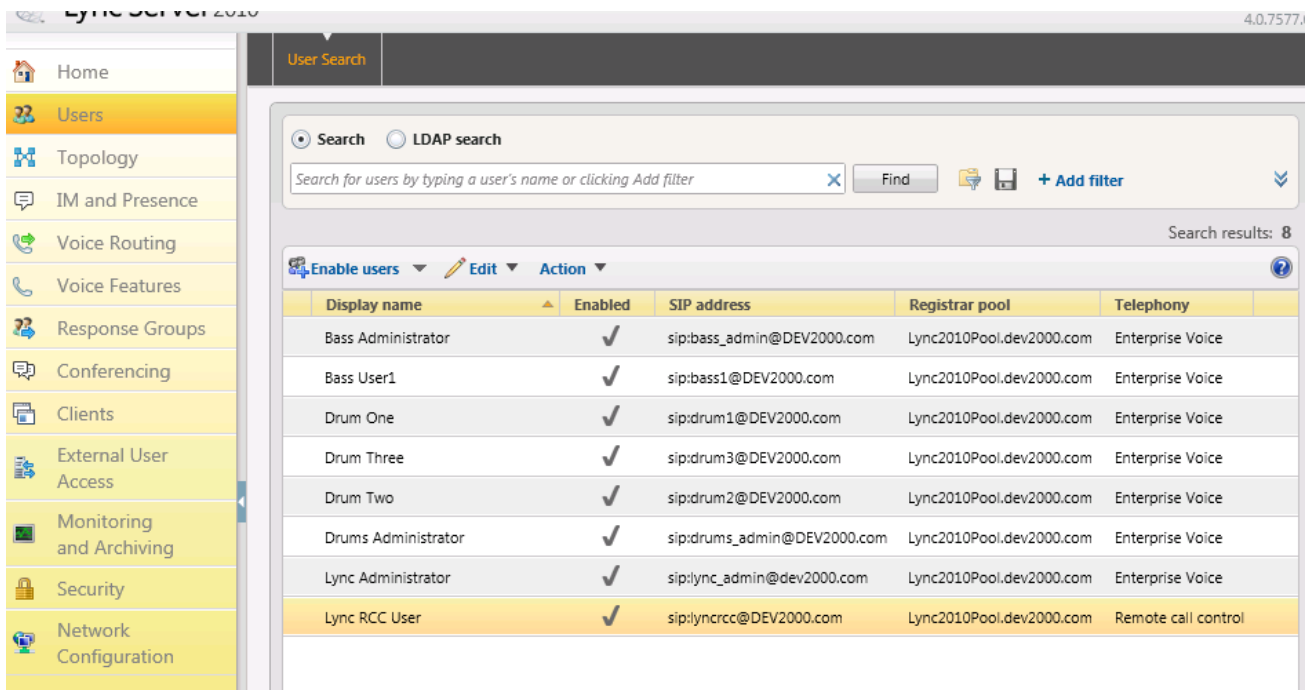 Lync Server 2010
4.0.7577.
Home
Users
Topology
IM and Presence
Voice Routing
Voice Features
Response Groups
Conferencing
Clients
External User
Access
Monitoring
and Archiving
Security
Network
Configuration
User Search
Search LDAP search
Search for users by typing a user's name or clicking Add filter Find + Add filter
Search results: 8
Enable users Edit Action
Display name Enabled SIP address Registrar pool Telephony
Bass Administrator sip:bass_admin@DEV2000.com Lync2010Pool.dev2000.com Enterprise Voice
Bass User1 sip:bass1@DEV2000.com Lync2010Pool.dev2000.com Enterprise Voice
Drum One sip:drum1@DEV2000.com Lync2010Pool.dev2000.com Enterprise Voice
Drum Three sip:drum3@DEV2000.com Lync2010Pool.dev2000.com Enterprise Voice
Drum Two sip:drum2@DEV2000.com Lync2010Pool.dev2000.com Enterprise Voice
Drums Administrator sip:drums_admin@DEV2000.com Lync2010Pool.dev2000.com Enterprise Voice
Lync Administrator sip:lync_admin@dev2000.com Lync2010Pool.dev2000.com Enterprise Voice
Lync RCC User sip:lyncrcc@DEV2000.com Lync2010Pool.dev2000.com Remote call control